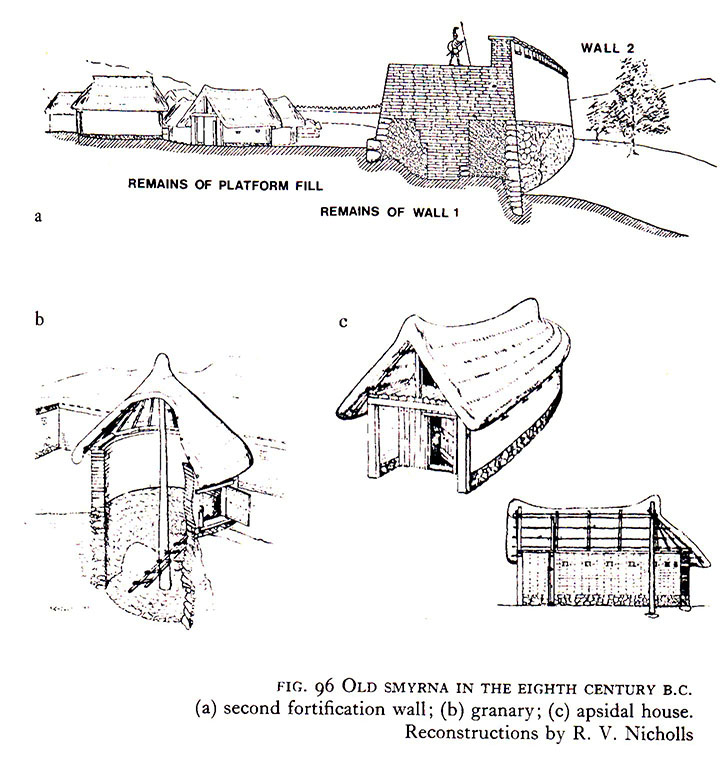 WALL 2
REMAINS OF PLATFORM FILL
REMAINS OF WALL 1
a
b
c
FIG. 96 OLD SMYRNA IN THE EIGHTH CENTURY B.C.
(a) second fortification wall; (b) granary; (c) apsidal house.
Reconstructions by R. V. Nicholls